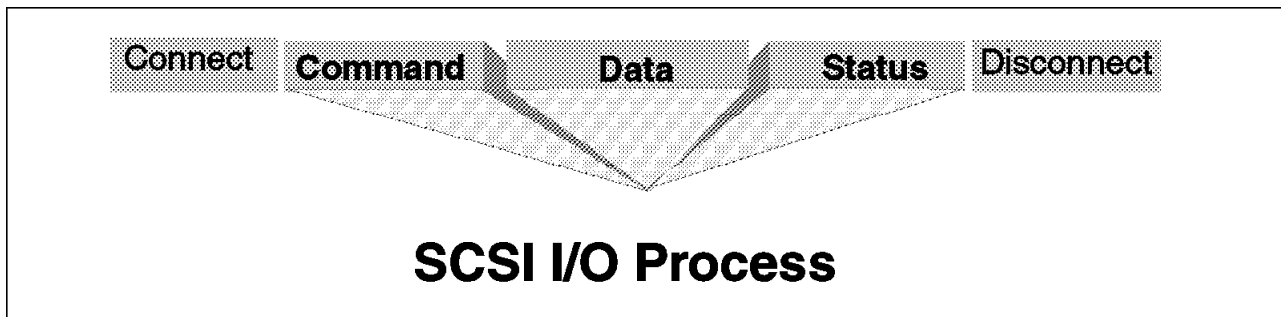 Connect Command Data Status Disconnect
SCSI I/O Process